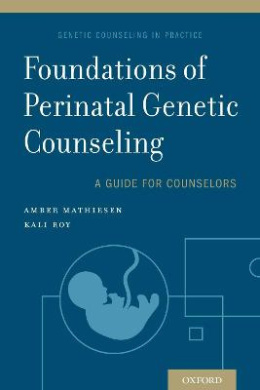 GENETIC COUNSELING IN PRACTICE
Foundations of
Perinatal Genetic
Counseling
A GUIDE FOR COUNSELORS
AMBER MATHIESEN
KALI ROY
OXFORD